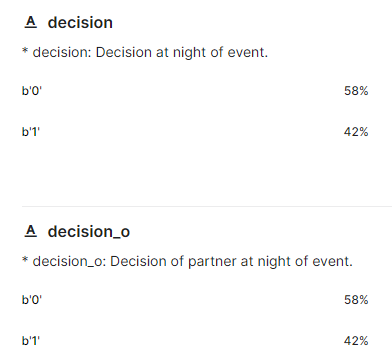 A decision
* decision: Decision at night of event.
b'0' 58%
b'1' 42%
A decision_o
* decision_o: Decision of partner at night of event.
b'0' 58%
b'1' 42%